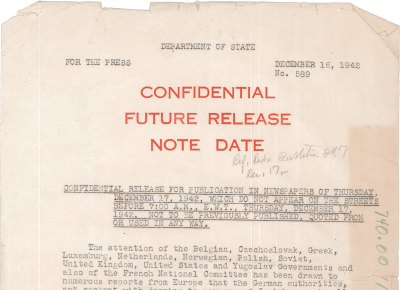 DEPARTMENT OF STATE
FOR THE PRESS
DECEMBER 16, 1942
No. 589
CONFIDENTIAL
FUTURE RELEASE
NOTE DATE
Dec. 17
CONFIDENTIAL RELEASE FOR PUBLICATION IN NEWSPAPERS OF THURSDAY,
DECEMBER 17, 1942, WHICH DO NOT APPEAR ON THE STREETS
BEFORE 7:00 A.M., E.W.T., THURSDAY, DECEMBER 17,
1942. NOT TO BE PREVIOUSLY PUBLISHED, QUOTED FROM
OR USED IN ANY WAY.
The attention of the Belgian, Czechoslovak, Greek,
Luxemburg, Netherlands, Norwegian, Polish, Soviet,
United Kingdom, United States and Yugoslav Governments and
also of the French National Committee has been drawn to
numerous reports from Europe that the German authorities,
740.00